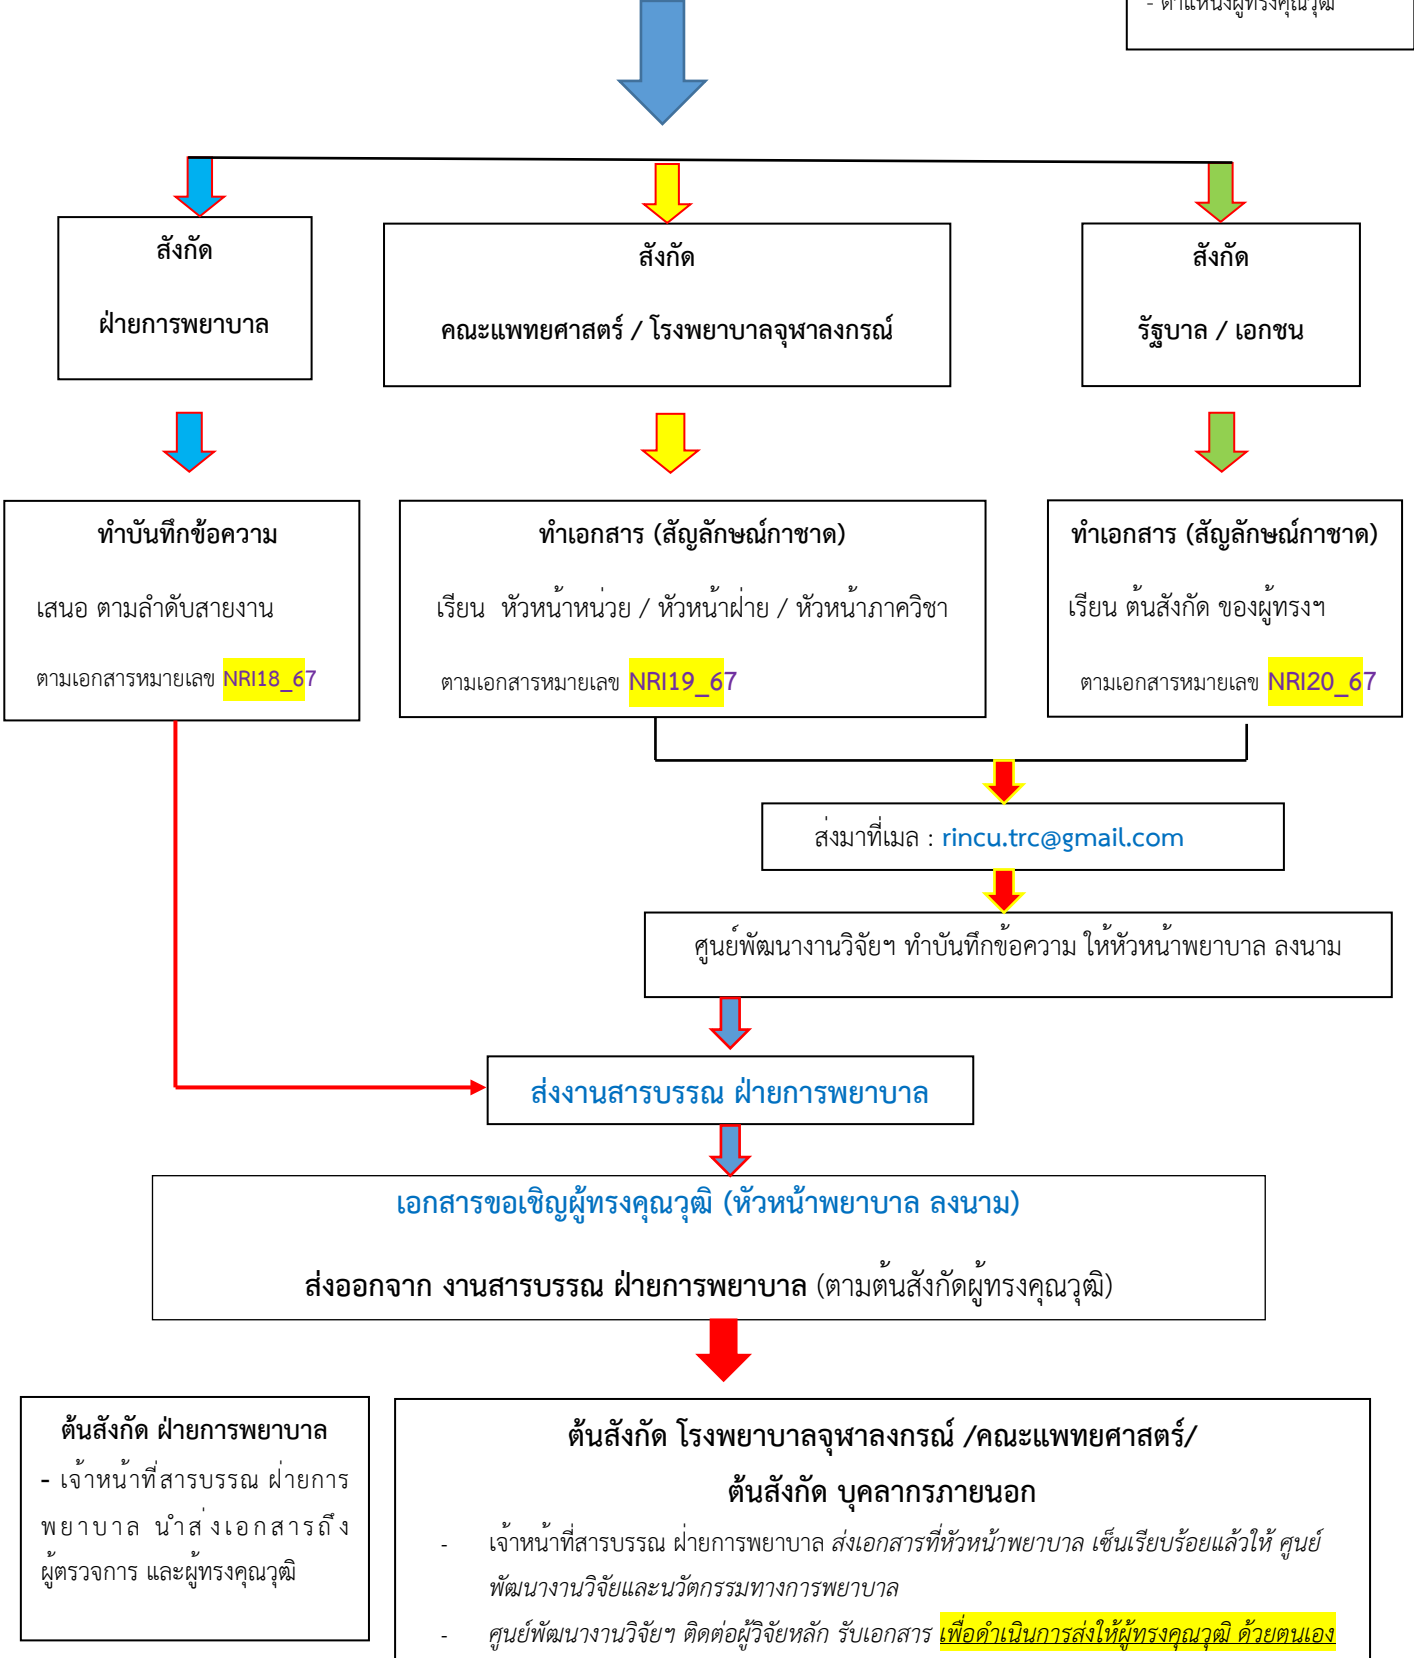 - ตำแหน่งผู้ทรงคุณวุฒิ
สังกัด
ฝ่ายการพยาบาล
สังกัด
คณะแพทยศาสตร์ / โรงพยาบาลจุฬาลงกรณ์
สังกัด
รัฐบาล / เอกชน
ทำบันทึกข้อความ
เสนอ ตามลำดับสายงาน
ตามเอกสารหมายเลข NRI18_67
ทำเอกสาร (สัญลักษณ์กาชาด)
เรียน หัวหน้าหน่วย / หัวหน้าฝ่าย / หัวหน้าภาควิชา
ตามเอกสารหมายเลข NRI19_67
ทำเอกสาร (สัญลักษณ์กาชาด)
เรียน ต้นสังกัด ของผู้ทรงฯ
ตามเอกสารหมายเลข NRI20_67
ส่งมาที่เมล : rincu.trc@gmail.com
ศูนย์พัฒนางานวิจัยฯ ทำบันทึกข้อความ ให้หัวหน้าพยาบาล ลงนาม
ส่งงานสารบรรณ ฝ่ายการพยาบาล
เอกสารขอเชิญผู้ทรงคุณวุฒิ (หัวหน้าพยาบาล ลงนาม)
ส่งออกจาก งานสารบรรณ ฝ่ายการพยาบาล (ตามต้นสังกัดผู้ทรงคุณวุฒิ)
ต้นสังกัด ฝ่ายการพยาบาล
- เจ้าหน้าที่สารบรรณ ฝ่ายการ
พยาบาล นำส่งเอกสารถึง
ผู้ตรวจการ และผู้ทรงคุณวุฒิ
ต้นสังกัด โรงพยาบาลจุฬาลงกรณ์ /คณะแพทยศาสตร์/
ต้นสังกัด บุคลากรภายนอก
- เจ้าหน้าที่สารบรรณ ฝ่ายการพยาบาล ส่งเอกสารที่หัวหน้าพยาบาล เซ็นเรียบร้อยแล้วให้ ศูนย์
พัฒนางานวิจัยและนวัตกรรมทางการพยาบาล
- ศูนย์พัฒนางานวิจัยฯ ติดต่อผู้วิจัยหลัก รับเอกสาร เพื่อดำเนินการส่งให้ผู้ทรงคุณวุฒิ ด้วยตนเอง